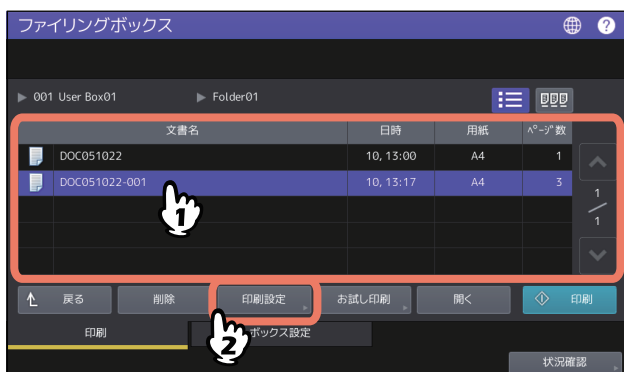 ファイリングボックス ?
001 User Box01 Folder01
文書名 日時 用紙 ページ数
DOC051022 10, 13:00 A4 1
DOC051022-001 10, 13:17 A4 3
1
1
1
戻る 削除 印刷設定 お試し印刷 開く 印刷
2
印刷 ボックス設定
状況確認